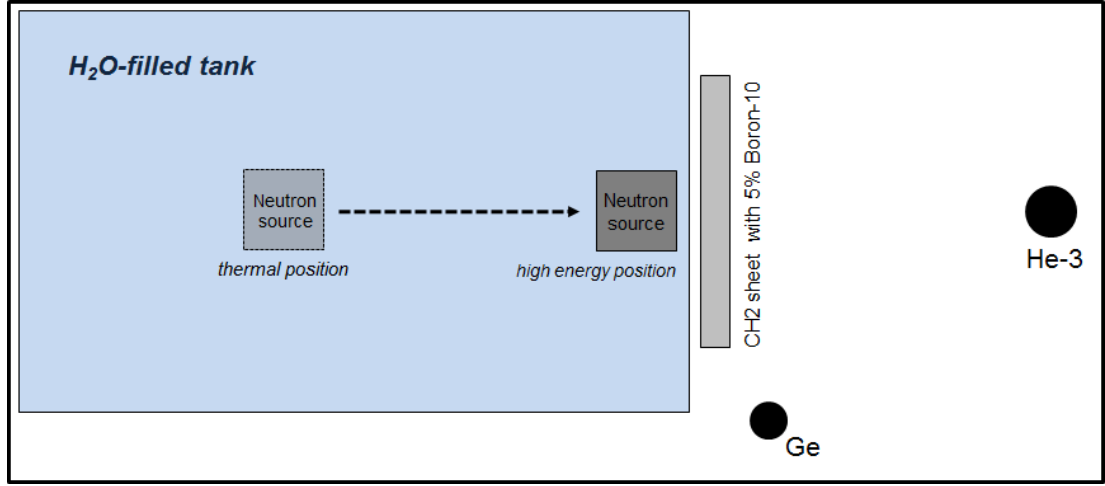 H₂O-filled tank
Neutron
source
thermal position
Neutron
source
high energy position
CH2 sheet with 5% Boron-10
He-3
Ge